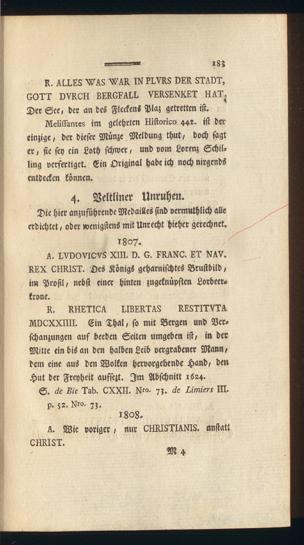 183
R. ALLES WAS WAR IN PLVRS DER STADT,
GOTT DVRCH BERGFALL VERSENKET HAT.
Der See, der an des Fleckens Plaz getretten ist.
Melissantes im gelehrten Historico 442. ist der
einzige, der dieser Münze Meldung thut, doch sagt
er, sie sey ein Loth schwer, und vom Lorenz Schil-
ling verfertiget. Ein Original habe ich noch nirgends
entdecken können.
4. Veltliner Unruhen.
Die hier anzuführende Medailles sind vermuthlich alle
erdichtet, oder wenigstens mit Unrecht hieher gerechnet.
1807.
A. LVDOVICVS XIII. D. G. FRANC. ET NAV.
REX CHRIST. Des Königs geharnischtes Brustbild,
im Profil, nebst einer hinten zugeknüpften Lorbeer-
krone.
R. RHETICA LIBERTAS RESTITVTA
MDCXXIIII. Ein Thal, so mit Bergen und Ver-
schanzungen auf beeden Seiten umgeben ist, in der
Mitte ein bis an den halben Leib vergrabener Mann,
dem eine aus den Wolken hervorgehende Hand, den
Hut der Freyheit aufsezt. Im Abschnitt 1624.
S. de Bie Tab. CXXII. Nro. 73. de Limiers III.
p. 52. Nro. 73.
1808.
A. Wie voriger, nur CHRISTIANIS. anstatt
CHRIST.
M 4